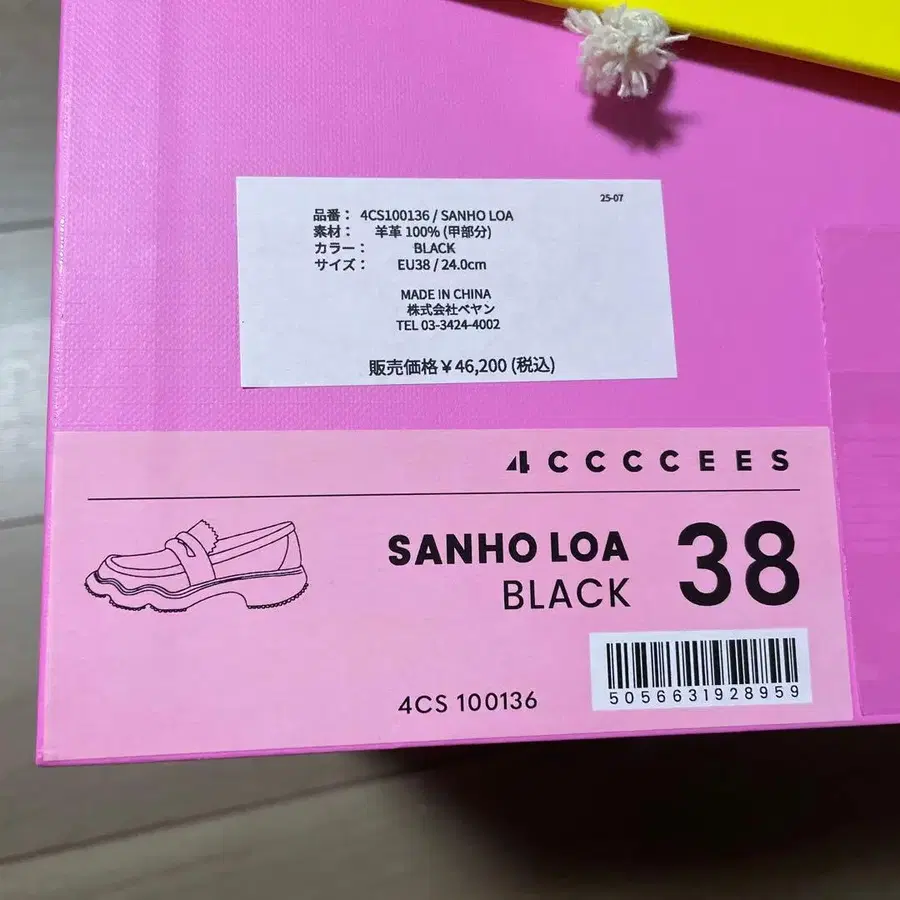 25-07
品番： 4CS100136 / SANHO LOA
素材： 羊革 100% (甲部分)
カラー： BLACK
サイズ： EU38 / 24.0cm
MADE IN CHINA
株式会社ベヤン
TEL 03-3424-4002
販売価格￥46,200 (税込)
4CCCCEES
SANHO LOA 38
BLACK
4CS 100136
5056631928959